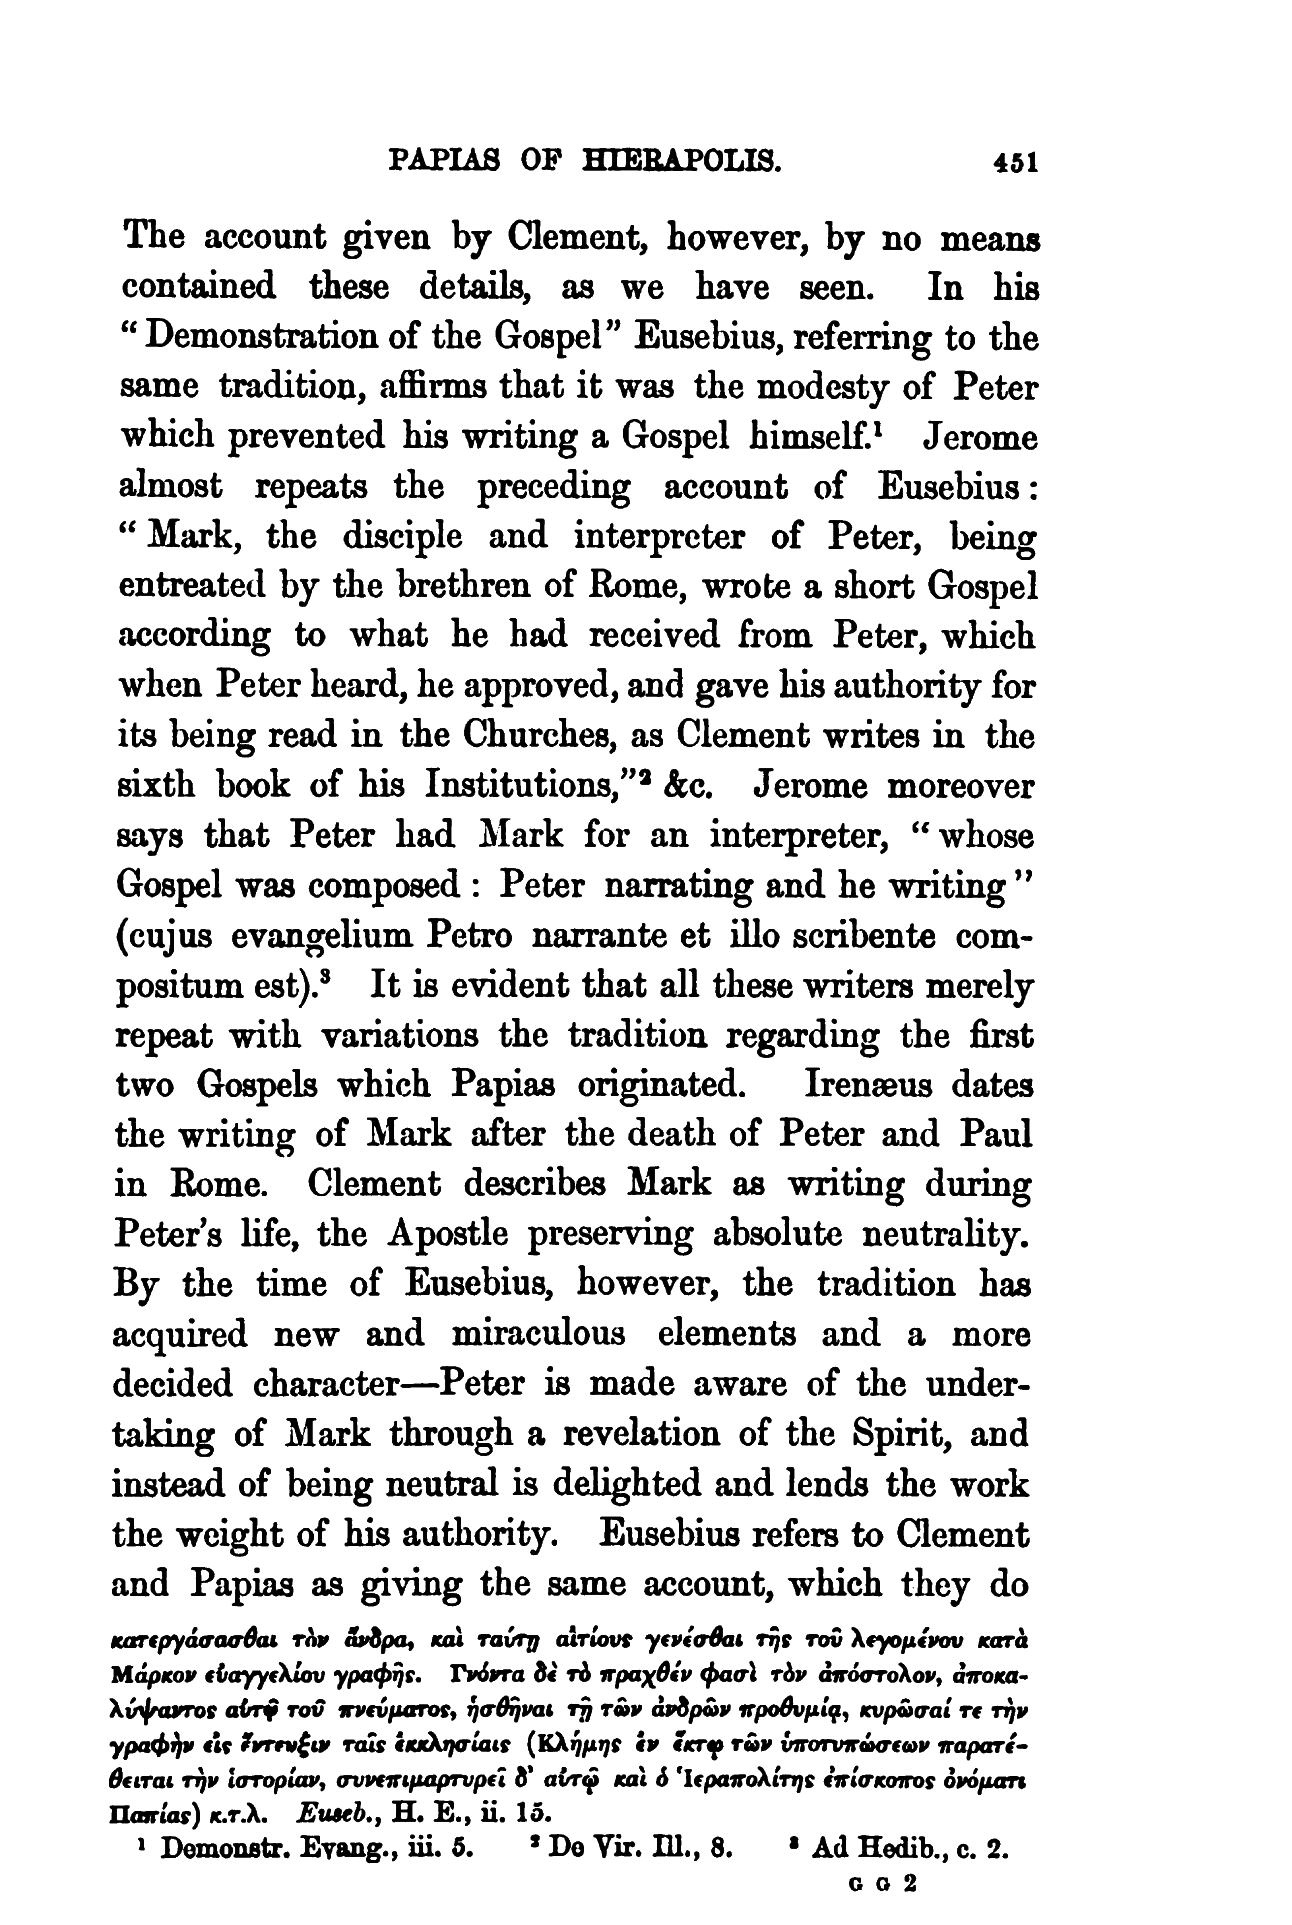 PAPIAS OF HIERAPOLIS. 451
The account given by Clement, however, by no means
contained these details, as we have seen. In his
“Demonstration of the Gospel” Eusebius, referring to the
same tradition, affirms that it was the modesty of Peter
which prevented his writing a Gospel himself.¹ Jerome
almost repeats the preceding account of Eusebius:
“Mark, the disciple and interpreter of Peter, being
entreated by the brethren of Rome, wrote a short Gospel
according to what he had received from Peter, which
when Peter heard, he approved, and gave his authority for
its being read in the Churches, as Clement writes in the
sixth book of his Institutions,”² &c. Jerome moreover
says that Peter had Mark for an interpreter, “whose
Gospel was composed: Peter narrating and he writing”
(cujus evangelium Petro narrante et illo scribente com-
positum est).³ It is evident that all these writers merely
repeat with variations the tradition regarding the first
two Gospels which Papias originated. Irenæus dates
the writing of Mark after the death of Peter and Paul
in Rome. Clement describes Mark as writing during
Peter’s life, the Apostle preserving absolute neutrality.
By the time of Eusebius, however, the tradition has
acquired new and miraculous elements and a more
decided character—Peter is made aware of the under-
taking of Mark through a revelation of the Spirit, and
instead of being neutral is delighted and lends the work
the weight of his authority. Eusebius refers to Clement
and Papias as giving the same account, which they do
κατεργάσασθαι τὸν ἄνδρα, καὶ ταύτῃ αἰτίους γενέσθαι τῆς τοῦ λεγομένου κατὰ
Μάρκον εὐαγγελίου γραφῆς. Γνόντα δὲ τὸ πραχθέν φασὶ τὸν ἀπόστολον, ἀποκα-
λύψαντος αὐτῷ τοῦ πνεύματος, ἡσθῆναι τῇ τῶν ἀνδρῶν προθυμίᾳ, κυρῶσαί τε τὴν
γραφὴν εἰς ἔντευξιν ταῖς ἐκκλησίαις (Κλήμης ἐν ἕκτῳ τῶν ὑποτυπώσεων παρατέ-
θειται τὴν ἱστορίαν, συνεπιμαρτυρεῖ δ’ αὐτῷ καὶ ὁ Ἱεραπολίτης ἐπίσκοπος ὀνόματι
Παπίας) κ.τ.λ. Euseb., H. E., ii. 15.
¹ Demonstr. Evang., iii. 5. ² De Vir. Ill., 8. ³ Ad Hedib., c. 2.
G G 2